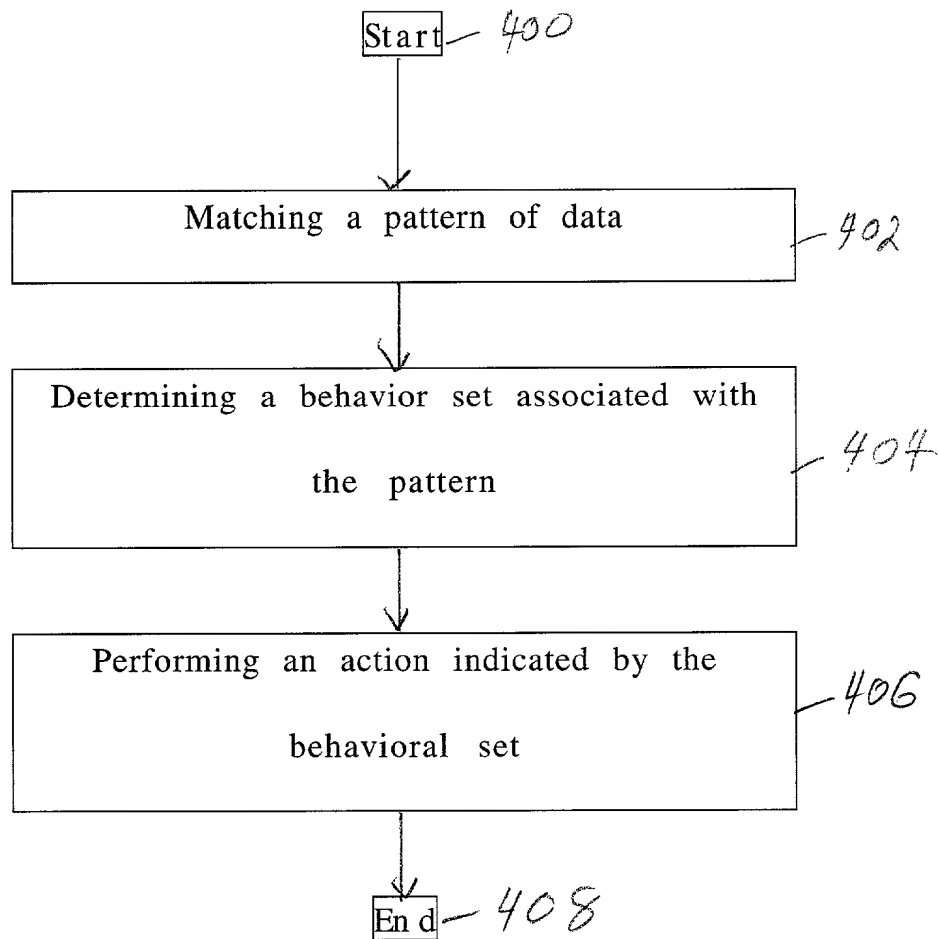 Start 400
Matching a pattern of data
402
Determining a behavior set associated with
the pattern
404
Performing an action indicated by the
406
behavioral set
End 408